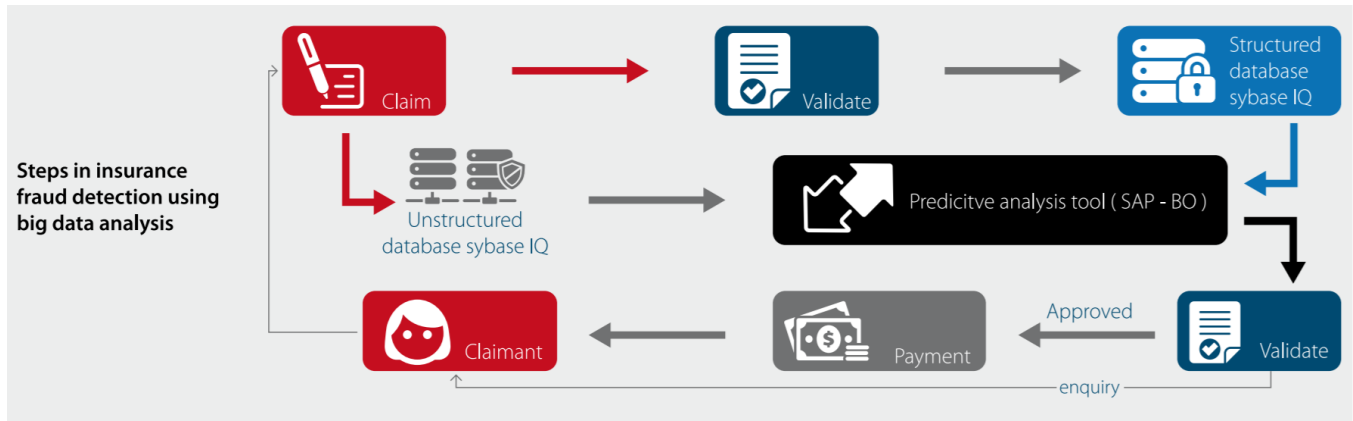 Steps in insurance
fraud detection using
big data analysis
Claim
Validate
Structured
database
sybase IQ
Unstructured
database sybase IQ
Predicitve analysis tool ( SAP - BO )
Claimant
Payment
Approved
Validate
enquiry